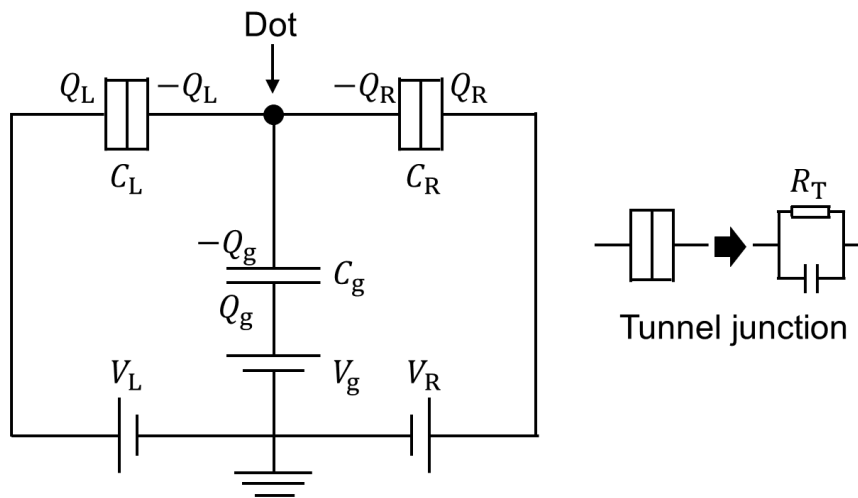 Dot
Q_L
−Q_L
−Q_R
Q_R
C_L
C_R
−Q_g
C_g
Q_g
V_L
V_g
V_R
R_T
Tunnel junction